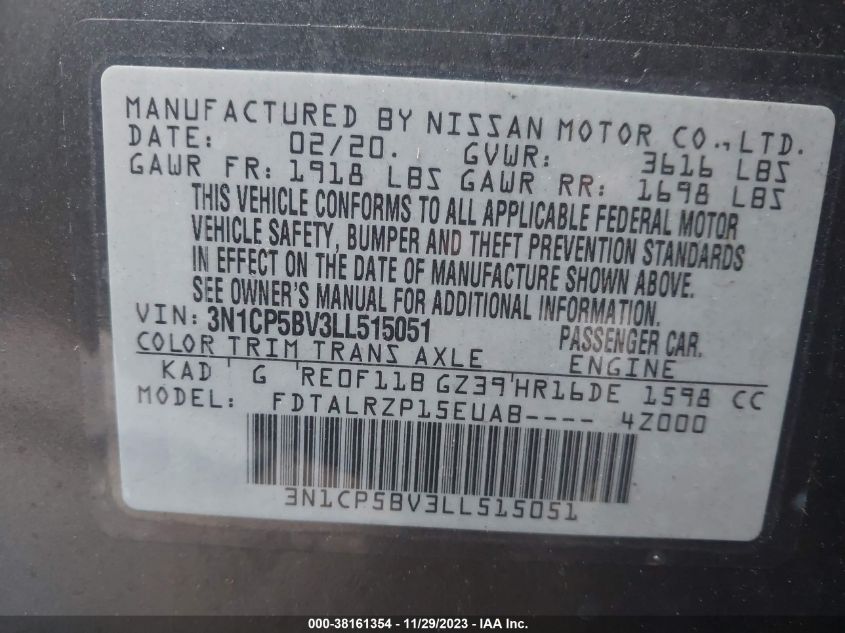 MANUFACTURED BY NISSAN MOTOR CO.,LTD.
DATE: 02/20. GVWR: 3616 LBS
GAWR FR: 1918 LBS GAWR RR: 1698 LBS
THIS VEHICLE CONFORMS TO ALL APPLICABLE FEDERAL MOTOR
VEHICLE SAFETY, BUMPER AND THEFT PREVENTION STANDARDS
IN EFFECT ON THE DATE OF MANUFACTURE SHOWN ABOVE.
SEE OWNER'S MANUAL FOR ADDITIONAL INFORMATION.
VIN: 3N1CP5BV3LL515051 PASSENGER CAR.
COLOR TRIM TRANS AXLE ENGINE
KAD G RE0F11B GZ39 HR16DE 1598 CC
MODEL: FDTALRZP15EUAB---- 4Z000
3N1CP5BV3LL515051
000-38161354 | 11/29/2023 | IAA Inc.